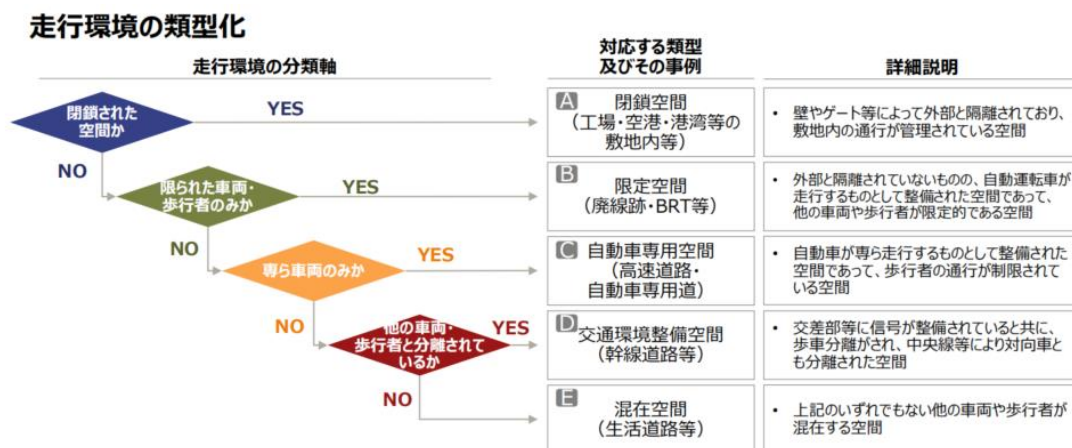 走行環境の類型化
走行環境の分類軸
対応する類型
及びその事例
詳細説明
閉鎖された
空間か
YES
NO
A 閉鎖空間
（工場・空港・港湾等の
敷地内等）
• 壁やゲート等によって外部と隔離されており、
敷地内の通行が管理されている空間
限られた車両・
歩行者のみか
YES
NO
B 限定空間
（廃線跡・BRT等）
• 外部と隔離されていないものの、自動運転車が
走行するものとして整備された空間であって、
他の車両や歩行者が限定的である空間
専ら車両のみか
YES
NO
C 自動車専用空間
（高速道路・
自動車専用道）
• 自動車が専ら走行するものとして整備された
空間であって、歩行者の通行が制限されて
いる空間
他の車両・
歩行者と分離されて
いるか
YES
NO
D 交通環境整備空間
（幹線道路等）
• 交差部等に信号が整備されていると共に、
歩車分離がされ、中央線等により対向車と
も分離された空間
E 混在空間
（生活道路等）
• 上記のいずれでもない他の車両や歩行者が
混在する空間